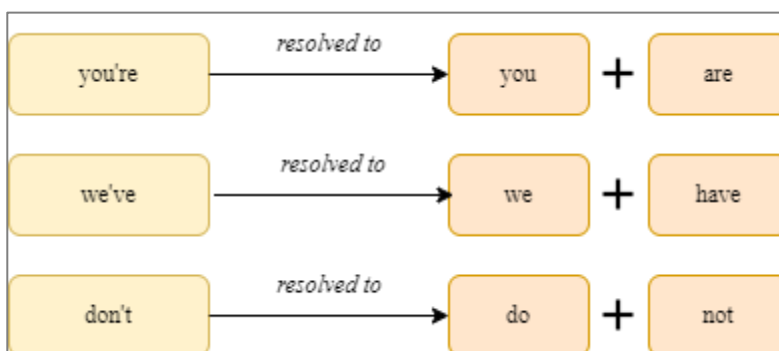 resolved to
you're you + are
resolved to
we've we + have
resolved to
don't do + not